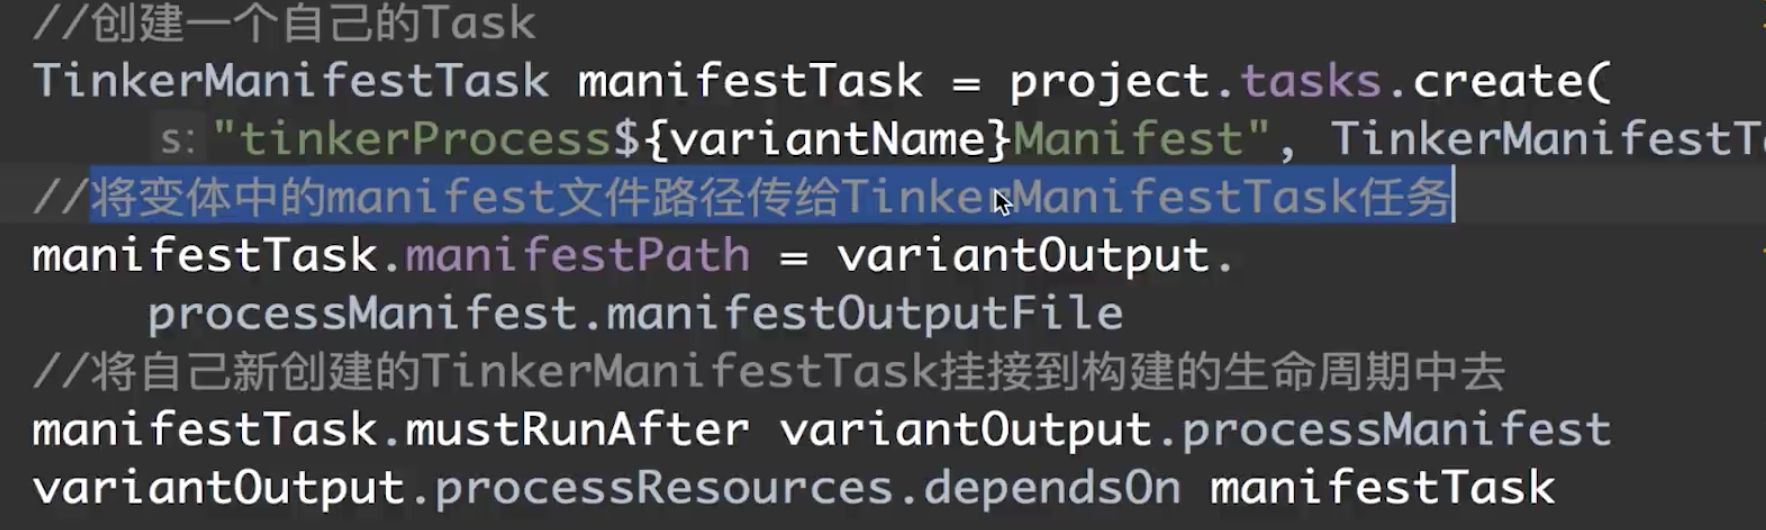 //创建一个自己的Task
TinkerManifestTask manifestTask = project.tasks.create(
s: "tinkerProcess${variantName}Manifest", TinkerManifestT
//将变体中的manifest文件路径传给TinkerManifestTask任务
manifestTask.manifestPath = variantOutput.
processManifest.manifestOutputFile
//将自己新创建的TinkerManifestTask挂接到构建的生命周期中去
manifestTask.mustRunAfter variantOutput.processManifest
variantOutput.processResources.dependsOn manifestTask